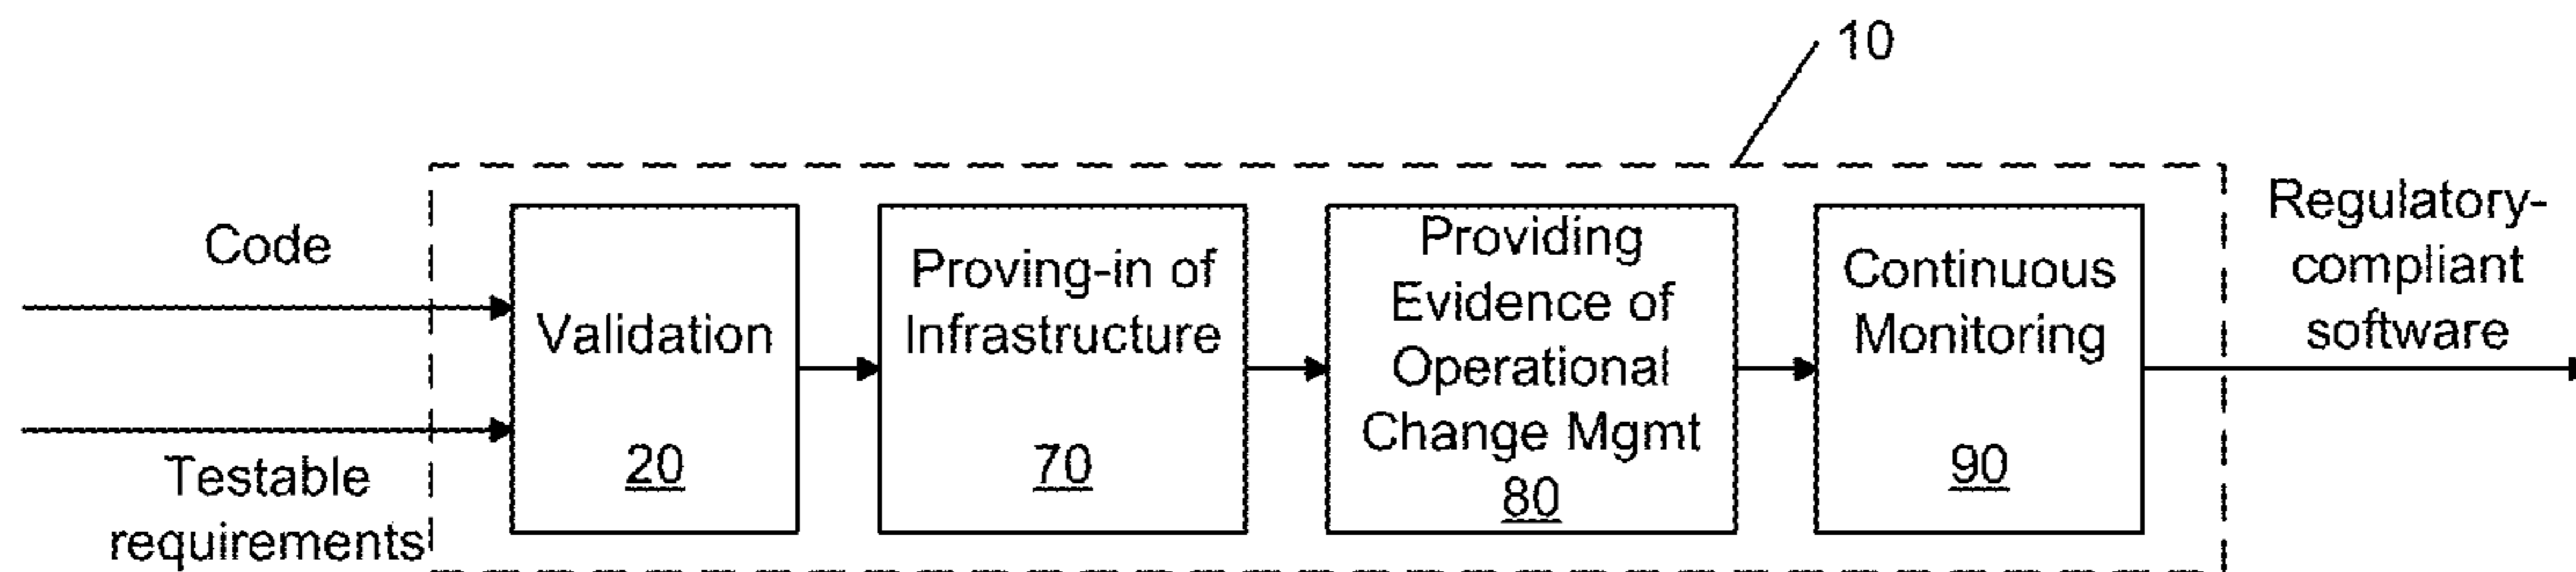 10
Code
Testable
requirements
Validation
20
Proving-in of
Infrastructure
70
Providing
Evidence of
Operational
Change Mgmt
80
Continuous
Monitoring
90
Regulatory-
compliant
software